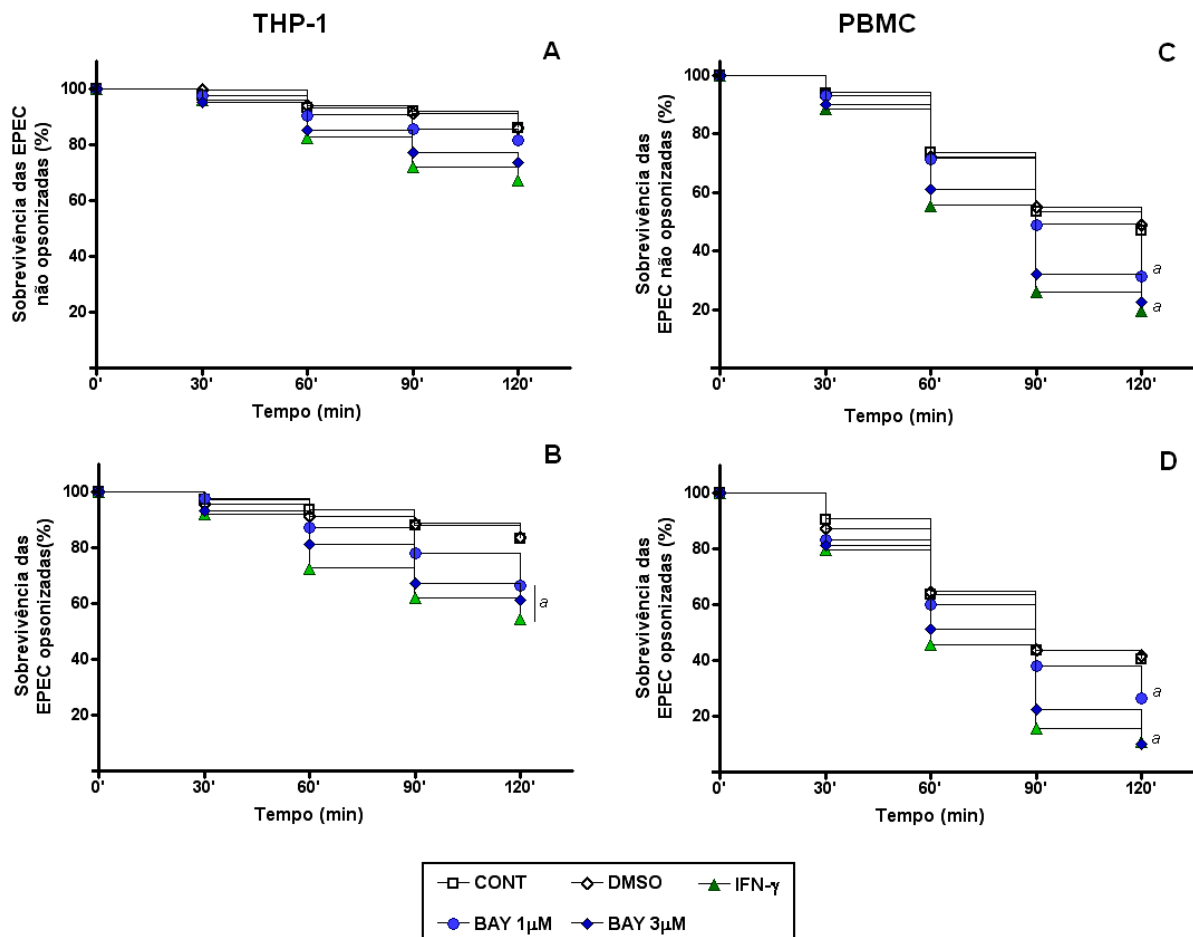 THP-1
PBMC
A
Sobrevivência das EPEC
não opsonizadas (%)
100
80
60
40
20
0' 30' 60' 90' 120'
Tempo (min)
C
Sobrevivência das
EPEC não opsonizadas (%)
100
80
60
40
20
a
a
0' 30' 60' 90' 120'
Tempo (min)
B
Sobrevivência das
EPEC opsonizadas(%)
100
80
60
40
20
a
0' 30' 60' 90' 120'
Tempo (min)
D
Sobrevivência das
EPEC opsonizadas (%)
100
80
60
40
20
a
a
0' 30' 60' 90' 120'
Tempo (min)
CONT DMSO IFN-γ
BAY 1μM BAY 3μM